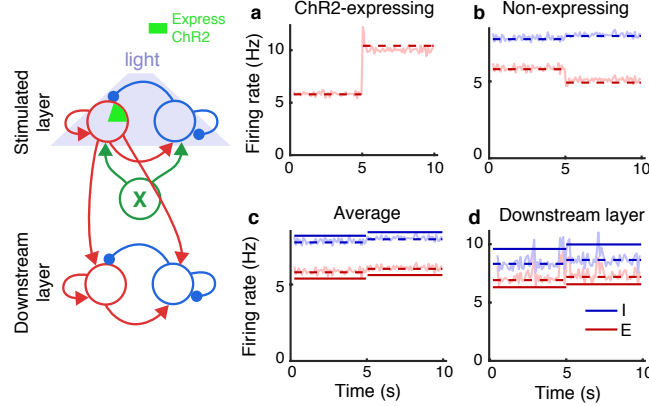 Express
ChR2
light
Stimulated
layer
X
Downstream
layer
a
ChR2-expressing
Firing rate (Hz)
10
5
0
0
5
10
b
Non-expressing
5
0
0
5
10
c
Average
Firing rate (Hz)
5
0
0
5
10
Time (s)
d
Downstream layer
10
5
0
I
E
0
5
10
Time (s)